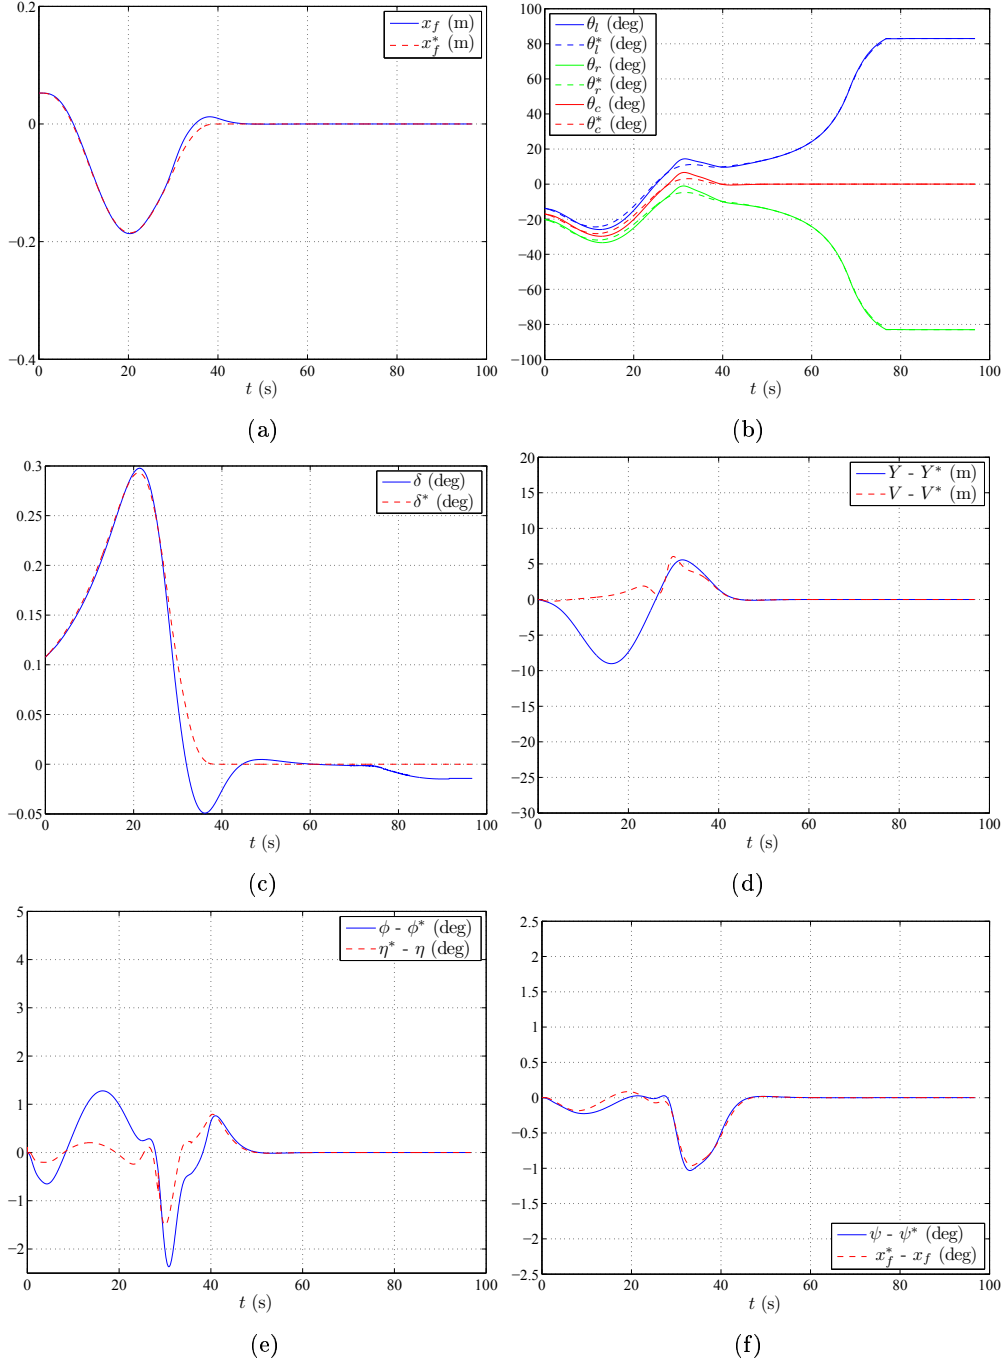 0.2
0
−0.2
−0.4
0 20 40 60 80 100
x_f (m)
x_f^* (m)
t (s)
(a)
100
80
60
40
20
0
−20
−40
−60
−80
−100
0 20 40 60 80 100
θ_l (deg)
θ_l^* (deg)
θ_r (deg)
θ_r^* (deg)
θ_c (deg)
θ_c^* (deg)
t (s)
(b)
0.3
0.25
0.2
0.15
0.1
0.05
0
−0.05
0 20 40 60 80 100
δ (deg)
δ^* (deg)
t (s)
(c)
20
15
10
5
0
−5
−10
−15
−20
−25
−30
0 20 40 60 80 100
Y - Y^* (m)
V - V^* (m)
t (s)
(d)
5
4
3
2
1
0
−1
−2
0 20 40 60 80 100
ϕ - ϕ^* (deg)
η^* - η (deg)
t (s)
(e)
2.5
2
1.5
1
0.5
0
−0.5
−1
−1.5
−2
−2.5
0 20 40 60 80 100
ψ - ψ^* (deg)
x_f^* - x_f (deg)
t (s)
(f)